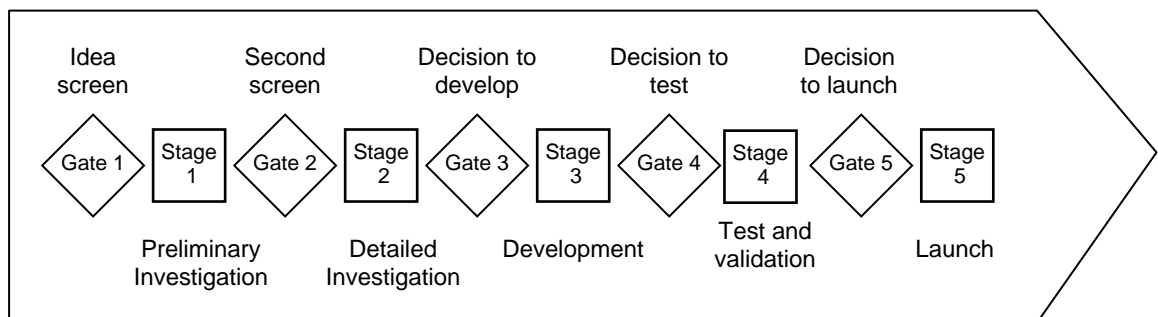 Idea
screen
Second
screen
Decision to
develop
Decision to
test
Decision
to launch
Gate 1
Stage
1
Gate 2
Stage
2
Gate 3
Stage
3
Gate 4
Stage
4
Gate 5
Stage
5
Preliminary
Investigation
Detailed
Investigation
Development
Test and
validation
Launch